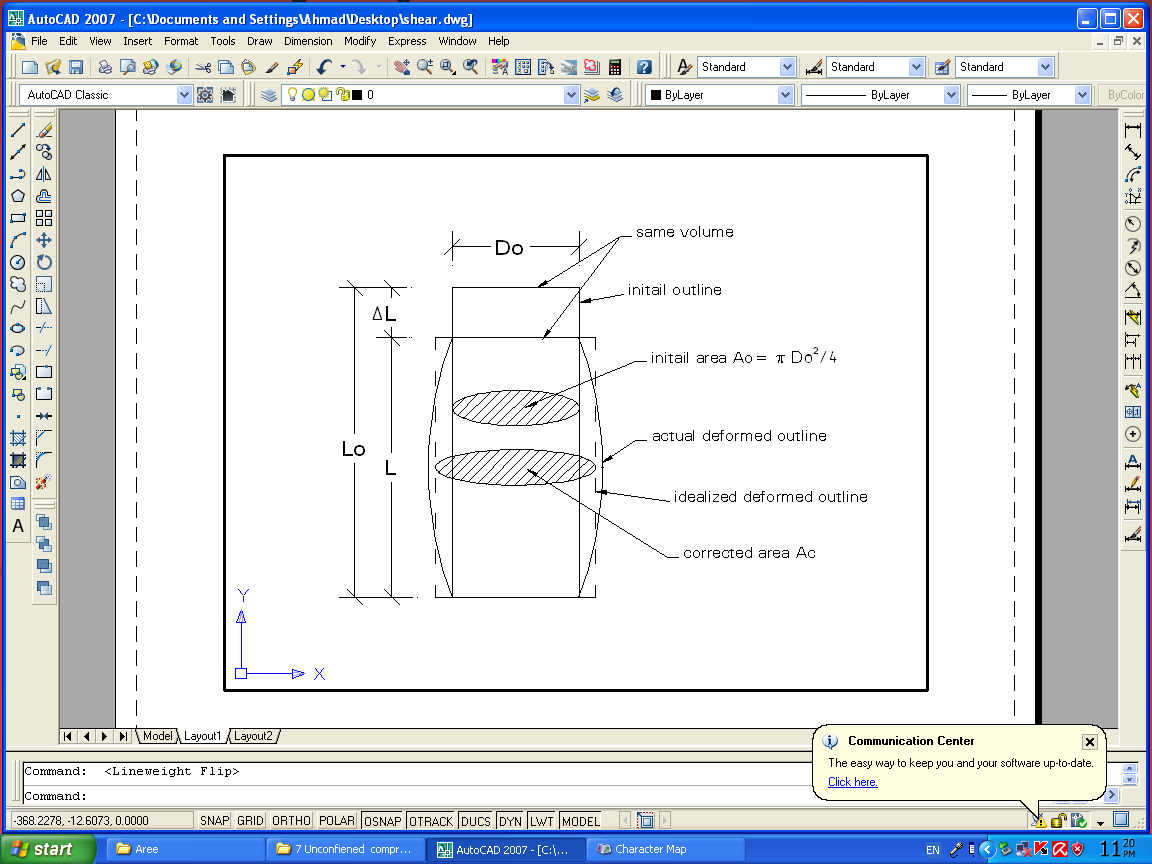 AutoCAD 2007 - [C:\Documents and Settings\Ahmad\Desktop\shear.dwg]
File Edit View Insert Format Tools Draw Dimension Modify Express Window Help
Standard Standard Standard
AutoCAD Classic 0 ByLayer ByLayer ByLayer ByColor
same volume
Do
initail outline
ΔL
initail area Ao = π Do²/4
actual deformed outline
Lo
L
idealized deformed outline
corrected area Ac
Y
X
Model Layout1 Layout2
Communication Center
The easy way to keep you and your software up-to-date.
Click here.
Command: <Lineweight Flip>
Command:
-368.2278, -12.6073, 0.0000 SNAP GRID ORTHO POLAR OSNAP OTRACK DUCS DYN LWT MODEL
start Aree 7 Unconfiened compr... AutoCAD 2007 - [C:\... Character Map EN 11 20 PM